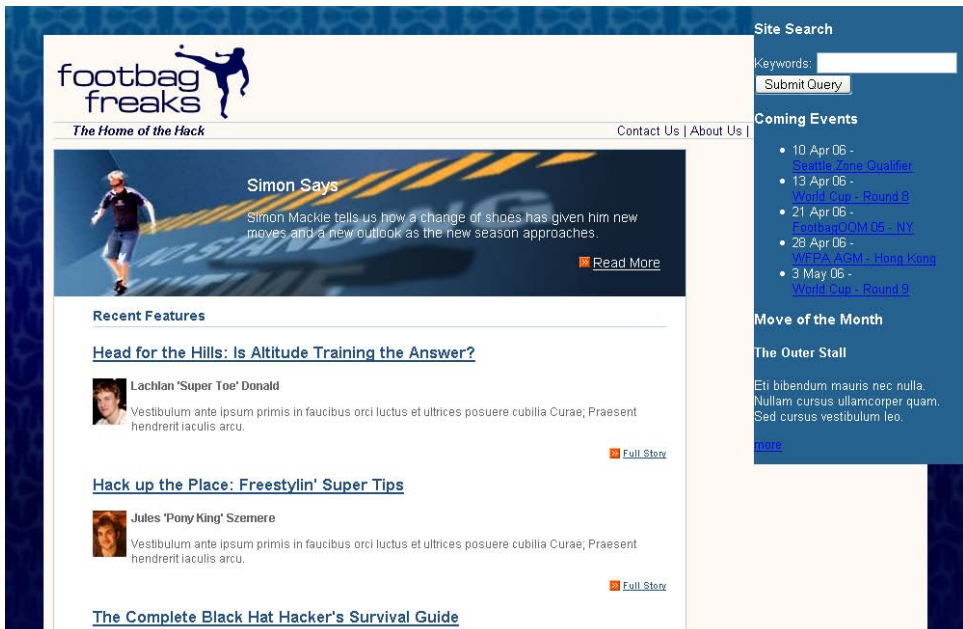 footbag
freaks
The Home of the Hack
Contact Us | About Us |
Simon Says
Simon Mackie tells us how a change of shoes has given him new
moves and a new outlook as the new season approaches.
Read More
Recent Features
Head for the Hills: Is Altitude Training the Answer?
Lachlan 'Super Toe' Donald
Vestibulum ante ipsum primis in faucibus orci luctus et ultrices posuere cubilia Curae; Praesent
hendrerit iaculis arcu.
Full Story
Hack up the Place: Freestylin' Super Tips
Jules 'Pony King' Szemere
Vestibulum ante ipsum primis in faucibus orci luctus et ultrices posuere cubilia Curae; Praesent
hendrerit iaculis arcu.
Full Story
The Complete Black Hat Hacker's Survival Guide
Site Search
Keywords:
Submit Query
Coming Events
10 Apr 06 -
Seattle Zone Qualifier
13 Apr 06 -
World Cup - Round 8
21 Apr 06 -
FootbagOOM 05 - NY
28 Apr 06 -
WFPA AGM - Hong Kong
3 May 06 -
World Cup - Round 9
Move of the Month
The Outer Stall
Eti bibendum mauris nec nulla.
Nullam cursus ullamcorper quam.
Sed cursus vestibulum leo.
more